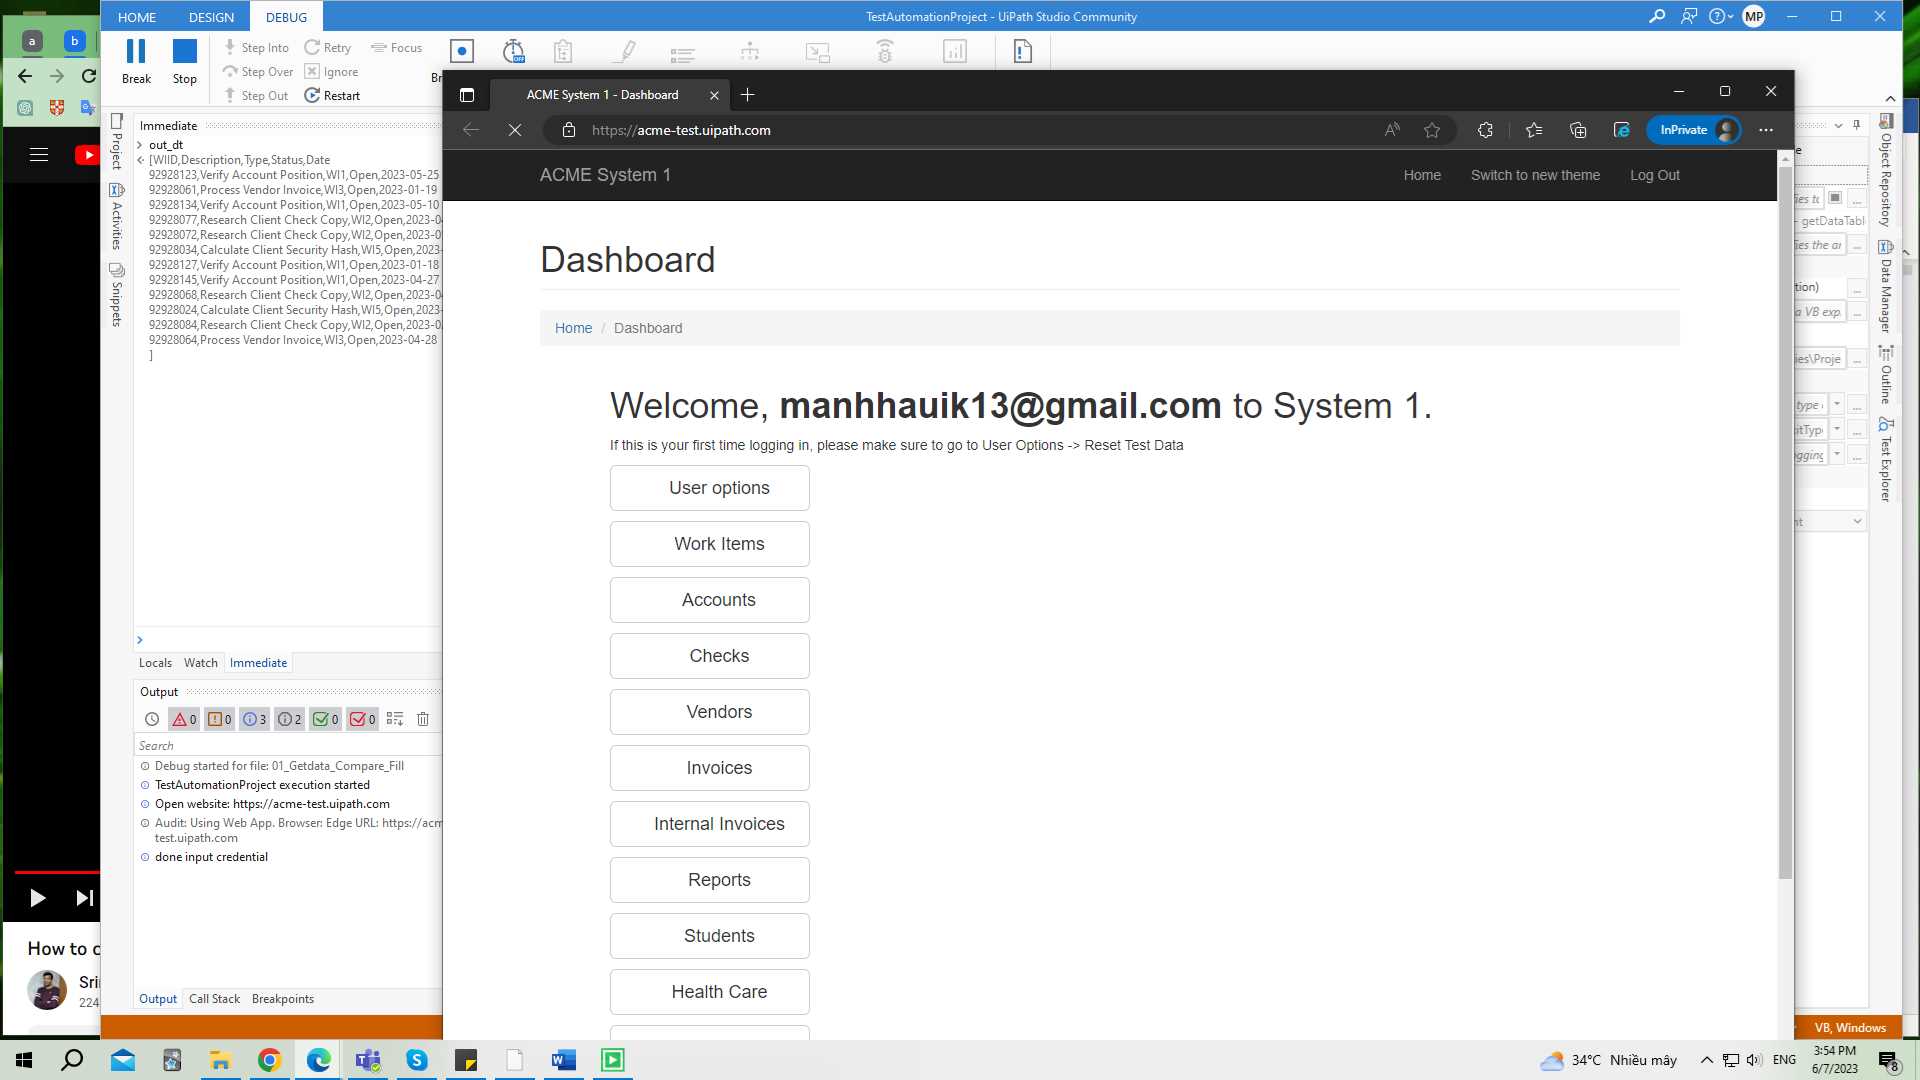 HOME DESIGN DEBUG
TestAutomationProject - UiPath Studio Community
MP
a b
Break
Stop
Step Into
Step Over
Step Out
Retry
Ignore
Restart
Focus
Immediate
out_dt
[WIID,Description,Type,Status,Date
92928123,Verify Account Position,WI1,Open,2023-05-25
92928061,Process Vendor Invoice,WI3,Open,2023-01-19
92928134,Verify Account Position,WI1,Open,2023-05-10
92928077,Research Client Check Copy,WI2,Open,2023-0
92928072,Research Client Check Copy,WI2,Open,2023-0
92928034,Calculate Client Security Hash,WI5,Open,2023-
92928127,Verify Account Position,WI1,Open,2023-01-18
92928145,Verify Account Position,WI1,Open,2023-04-27
92928068,Research Client Check Copy,WI2,Open,2023-0
92928024,Calculate Client Security Hash,WI5,Open,2023-
92928084,Research Client Check Copy,WI2,Open,2023-0
92928064,Process Vendor Invoice,WI3,Open,2023-04-28
]
Project
Activities
Snippets
Locals Watch Immediate
Output
0 0 3 2 0 0
Search
Debug started for file: 01_Getdata_Compare_Fill
TestAutomationProject execution started
Open website: https://acme-test.uipath.com
Audit: Using Web App. Browser: Edge URL: https://acm
test.uipath.com
done input credential
Output Call Stack Breakpoints
ACME System 1 - Dashboard
https://acme-test.uipath.com
InPrivate
ACME System 1
Home Switch to new theme Log Out
Dashboard
Home / Dashboard
Welcome, manhhauik13@gmail.com to System 1.
If this is your first time logging in, please make sure to go to User Options -> Reset Test Data
User options
Work Items
Accounts
Checks
Vendors
Invoices
Internal Invoices
Reports
Students
Health Care
- getDataTabl
ies the ar
tion)
a VB exp.
ies\Proje
type
Object Repository
Data Manager
Outline
Test Explorer
VB, Windows
How to c
Sri
224
34°C Nhiều mây
ENG
3:54 PM
6/7/2023
8